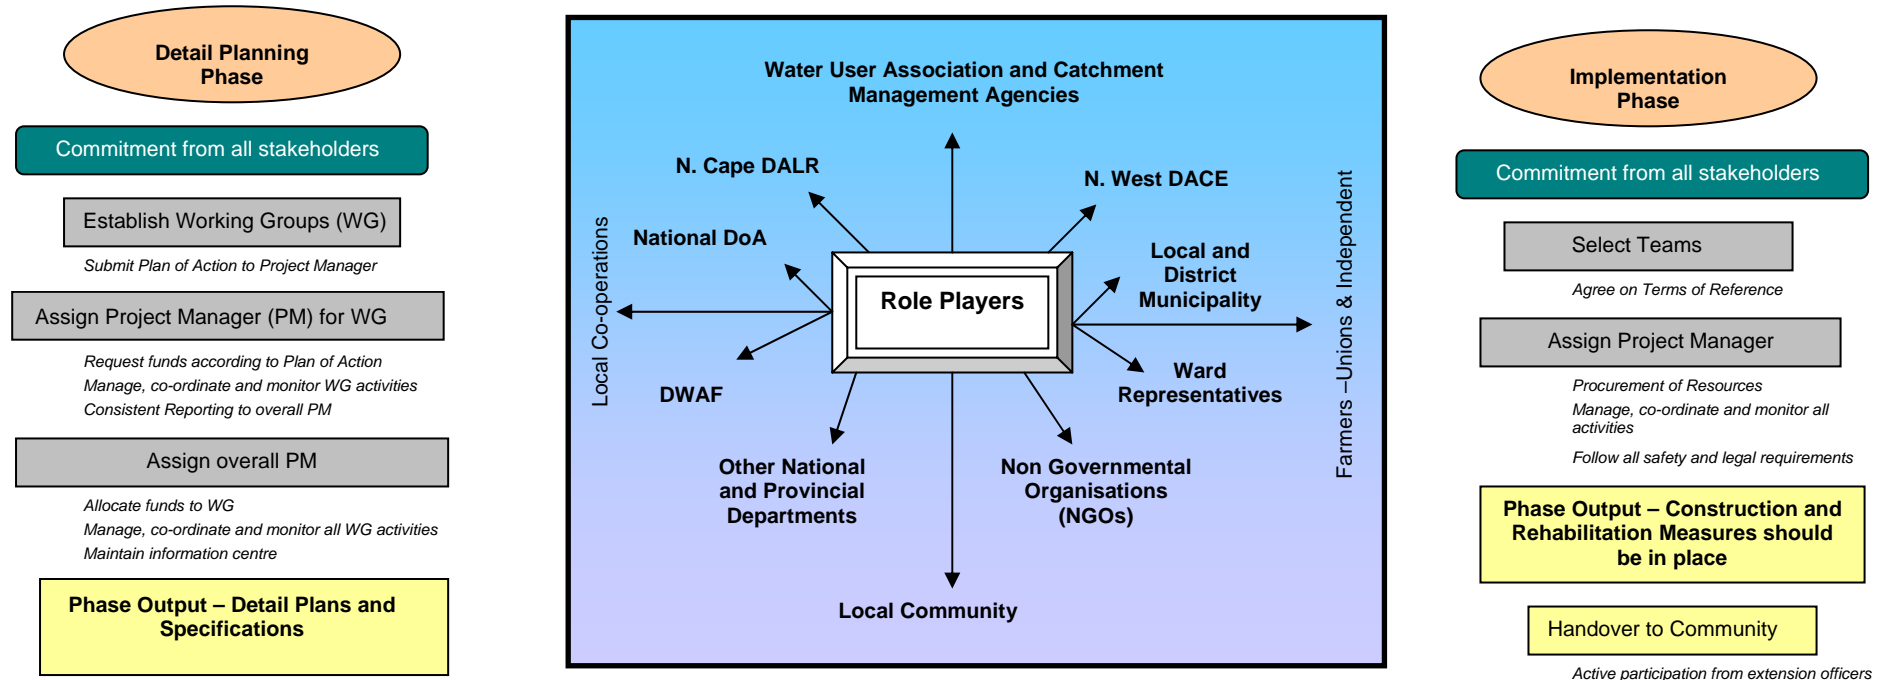 Detail Planning
Phase
Commitment from all stakeholders
Establish Working Groups (WG)
Submit Plan of Action to Project Manager
Assign Project Manager (PM) for WG
Request funds according to Plan of Action
Manage, co-ordinate and monitor WG activities
Consistent Reporting to overall PM
Assign overall PM
Allocate funds to WG
Manage, co-ordinate and monitor all WG activities
Maintain information centre
Phase Output – Detail Plans and
Specifications
Water User Association and Catchment
Management Agencies
N. Cape DALR
N. West DACE
National DoA
Local and
District
Municipality
Role Players
Local Co-operations
Farmers –Unions & Independent
DWAF
Ward
Representatives
Other National
and Provincial
Departments
Non Governmental
Organisations
(NGOs)
Local Community
Implementation
Phase
Commitment from all stakeholders
Select Teams
Agree on Terms of Reference
Assign Project Manager
Procurement of Resources
Manage, co-ordinate and monitor all
activities
Follow all safety and legal requirements
Phase Output – Construction and
Rehabilitation Measures should
be in place
Handover to Community
Active participation from extension officers